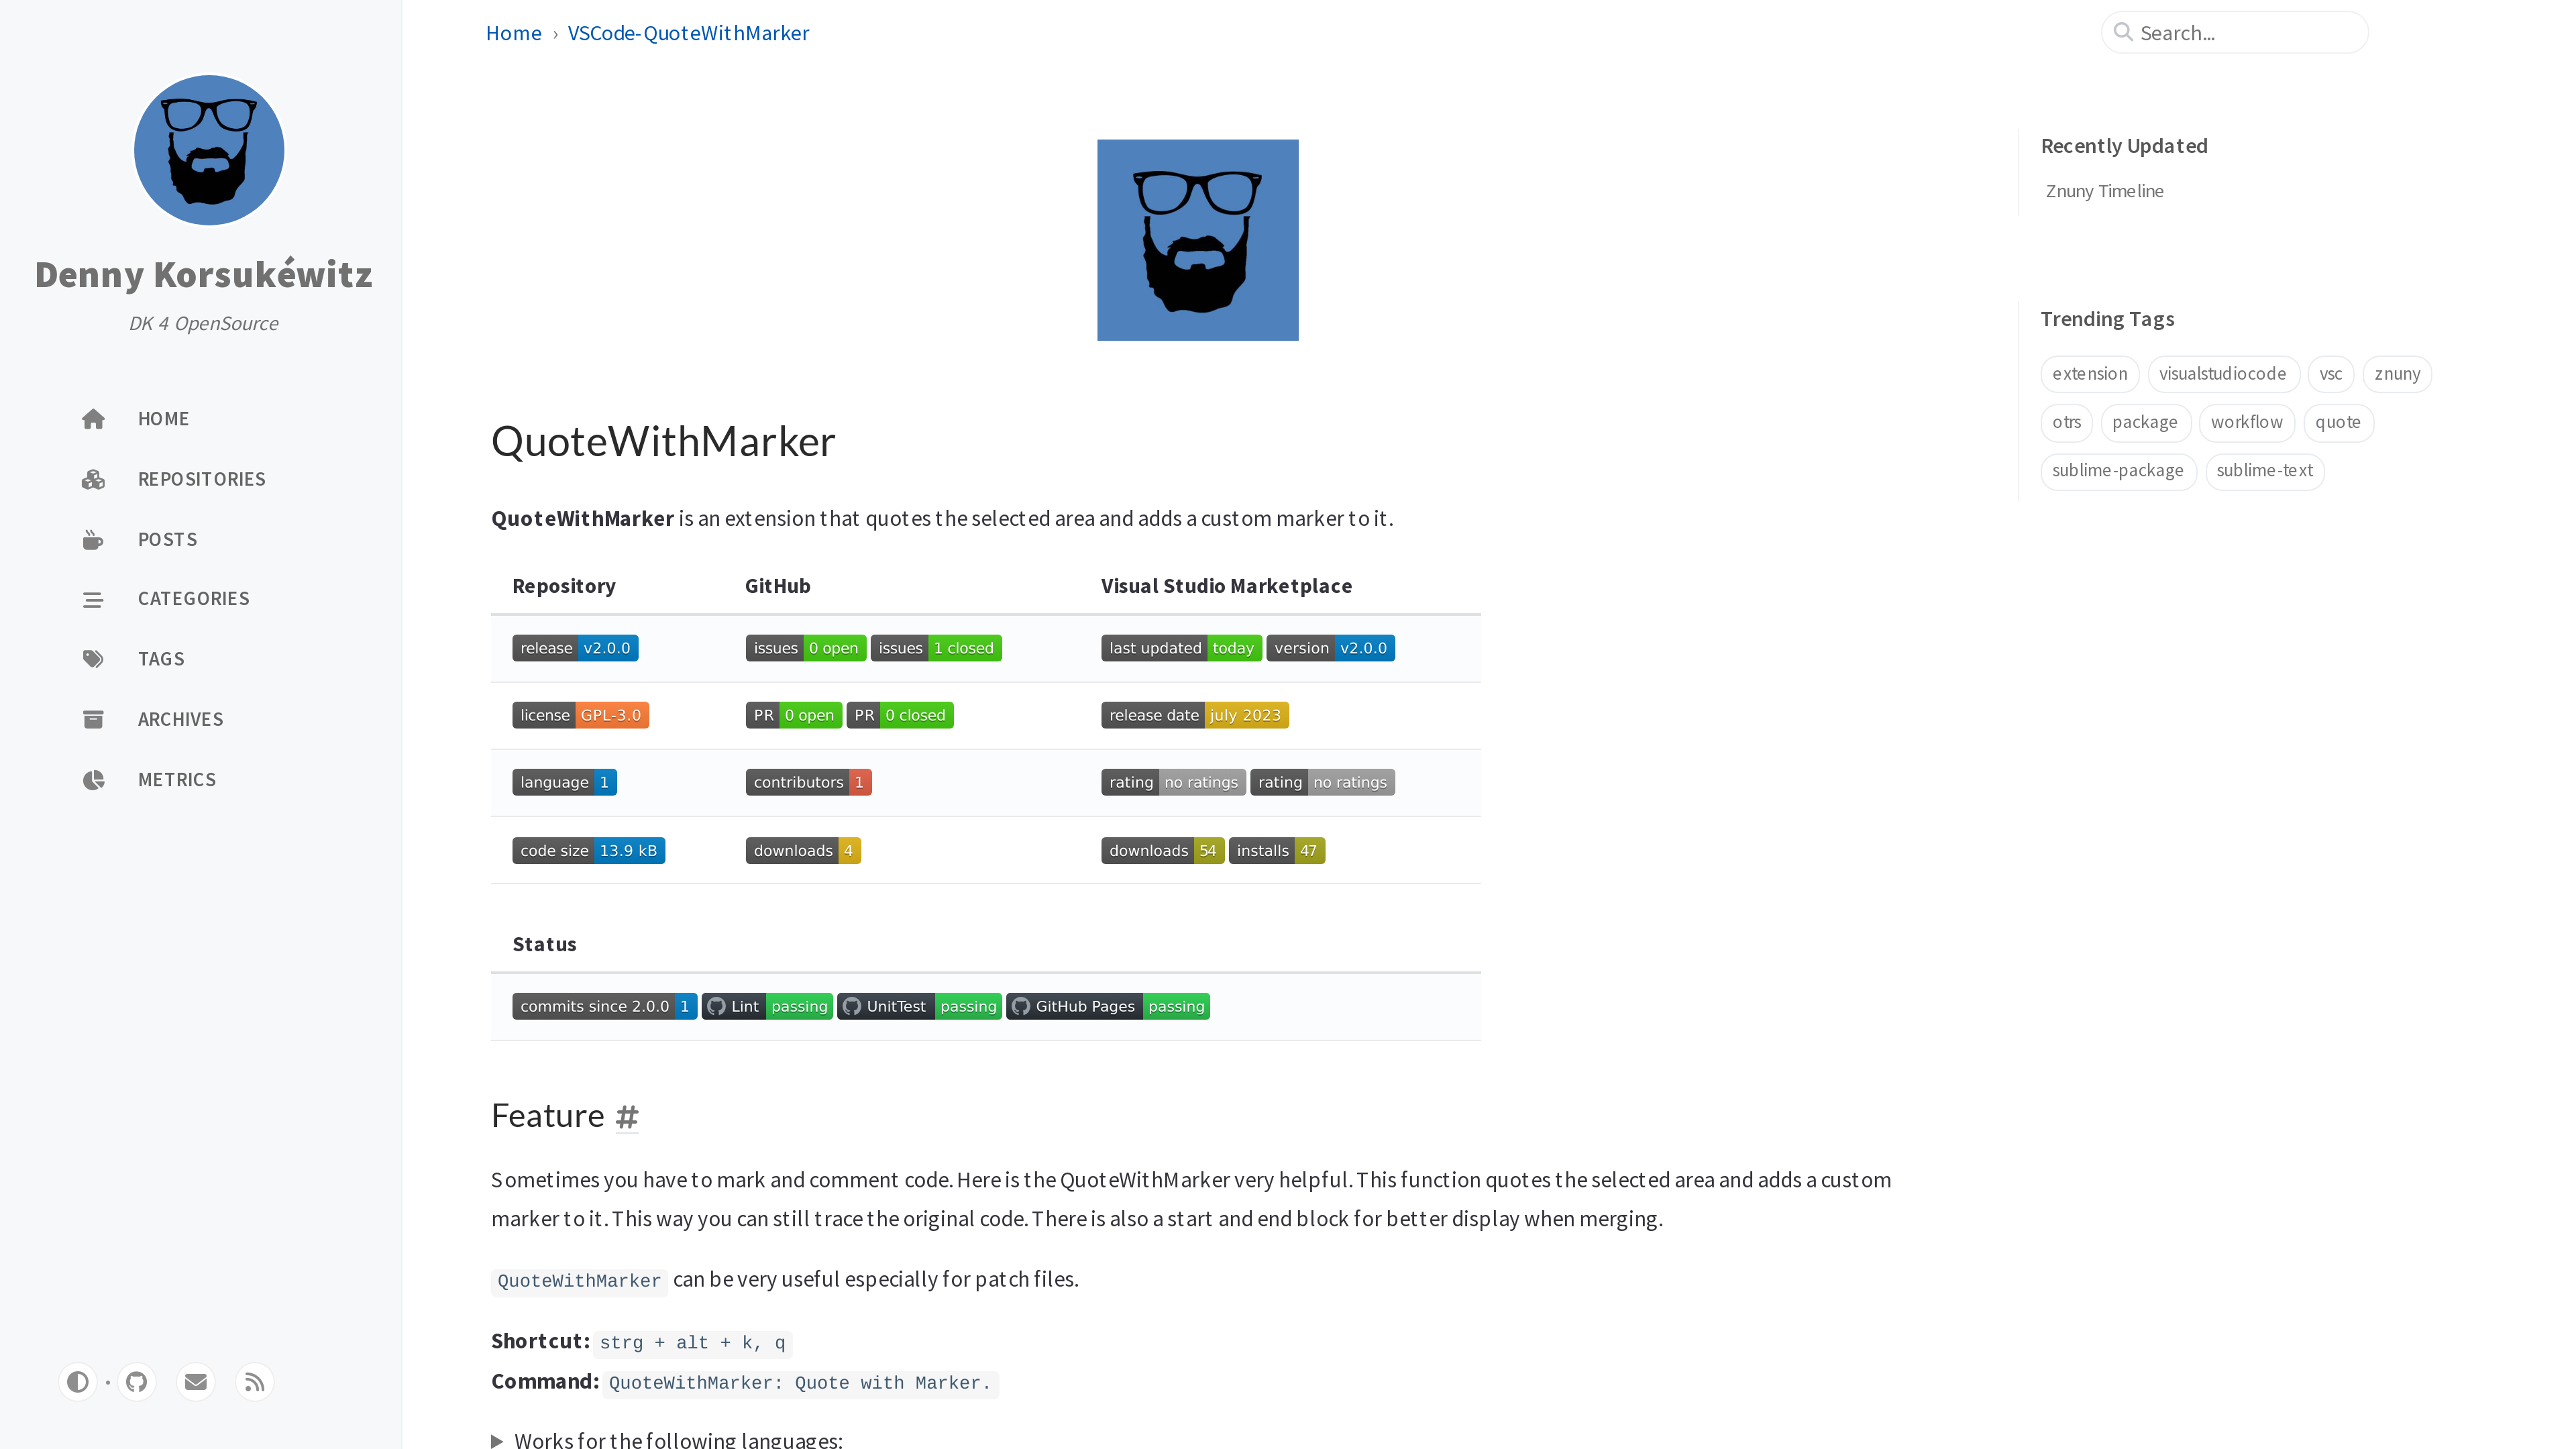 Denny Korsukéwitz
DK 4 OpenSource
HOME
REPOSITORIES
POSTS
CATEGORIES
TAGS
ARCHIVES
METRICS
Home › VSCode-QuoteWithMarker
Search...
QuoteWithMarker
QuoteWithMarker is an extension that quotes the selected area and adds a custom marker to it.
Repository GitHub Visual Studio Marketplace
release v2.0.0 issues 0 open issues 1 closed last updated today version v2.0.0
license GPL-3.0 PR 0 open PR 0 closed release date july 2023
language 1 contributors 1 rating no ratings rating no ratings
code size 13.9 kB downloads 4 downloads 54 installs 47
Status
commits since 2.0.0 1 Lint passing UnitTest passing GitHub Pages passing
Feature #
Sometimes you have to mark and comment code. Here is the QuoteWithMarker very helpful. This function quotes the selected area and adds a custom
marker to it. This way you can still trace the original code. There is also a start and end block for better display when merging.
QuoteWithMarker can be very useful especially for patch files.
Shortcut: strg + alt + k, q
Command: QuoteWithMarker: Quote with Marker.
Works for the following languages:
Recently Updated
Znuny Timeline
Trending Tags
extension visualstudiocode vsc znuny
otrs package workflow quote
sublime-package sublime-text